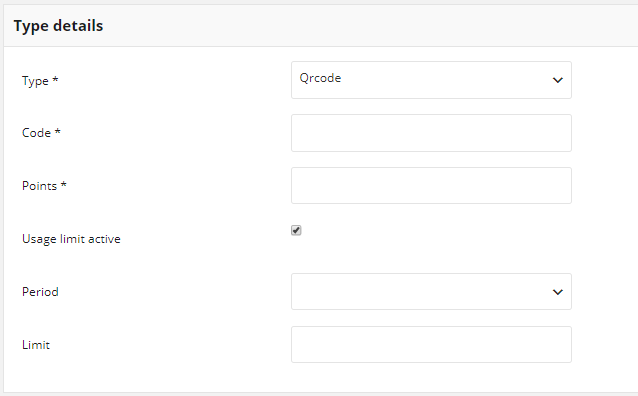 Type details
Type *
Qrcode
Code *
Points *
Usage limit active
Period
Limit